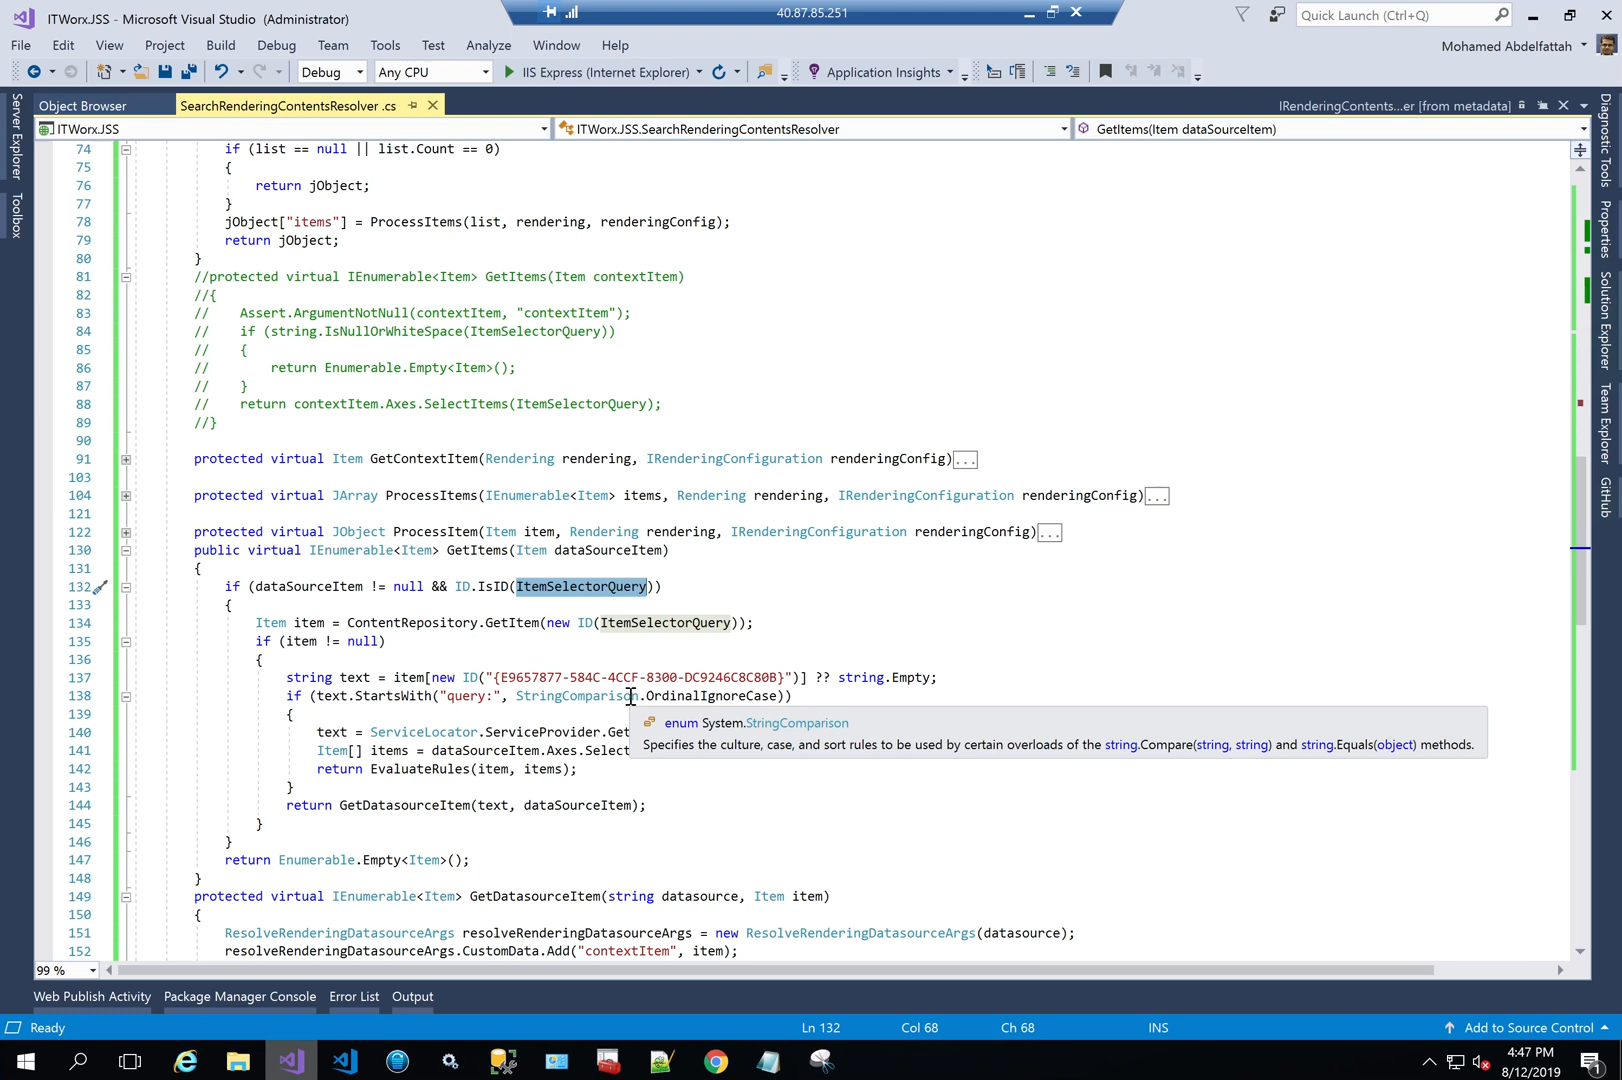 ITWorx.JSS - Microsoft Visual Studio (Administrator)
40.87.85.251
Quick Launch (Ctrl+Q)
File Edit View Project Build Debug Team Tools Test Analyze Window Help
Mohamed Abdelfattah
Debug Any CPU IIS Express (Internet Explorer) Application Insights
Object Browser SearchRenderingContentsResolver .cs IRenderingContents...er [from metadata]
ITWorx.JSS ITWorx.JSS.SearchRenderingContentsResolver GetItems(Item dataSourceItem)
Server Explorer
Toolbox
74 if (list == null || list.Count == 0)
75 {
76 return jObject;
77 }
78 jObject["items"] = ProcessItems(list, rendering, renderingConfig);
79 return jObject;
80 }
81 //protected virtual IEnumerable<Item> GetItems(Item contextItem)
82 //{
83 // Assert.ArgumentNotNull(contextItem, "contextItem");
84 // if (string.IsNullOrWhiteSpace(ItemSelectorQuery))
85 // {
86 // return Enumerable.Empty<Item>();
87 // }
88 // return contextItem.Axes.SelectItems(ItemSelectorQuery);
89 //}
90
91 protected virtual Item GetContextItem(Rendering rendering, IRenderingConfiguration renderingConfig)...
103
104 protected virtual JArray ProcessItems(IEnumerable<Item> items, Rendering rendering, IRenderingConfiguration renderingConfig)...
121
122 protected virtual JObject ProcessItem(Item item, Rendering rendering, IRenderingConfiguration renderingConfig)...
130 public virtual IEnumerable<Item> GetItems(Item dataSourceItem)
131 {
132 if (dataSourceItem != null && ID.IsID(ItemSelectorQuery))
133 {
134 Item item = ContentRepository.GetItem(new ID(ItemSelectorQuery));
135 if (item != null)
136 {
137 string text = item[new ID("{E9657877-584C-4CCF-8300-DC9246C8C80B}")] ?? string.Empty;
138 if (text.StartsWith("query:", StringComparison.OrdinalIgnoreCase))
139 {
enum System.StringComparison
Specifies the culture, case, and sort rules to be used by certain overloads of the string.Compare(string, string) and string.Equals(object) methods.
140 text = ServiceLocator.ServiceProvider.Get
141 Item[] items = dataSourceItem.Axes.Select
142 return EvaluateRules(item, items);
143 }
144 return GetDatasourceItem(text, dataSourceItem);
145 }
146 }
147 return Enumerable.Empty<Item>();
148 }
149 protected virtual IEnumerable<Item> GetDatasourceItem(string datasource, Item item)
150 {
151 ResolveRenderingDatasourceArgs resolveRenderingDatasourceArgs = new ResolveRenderingDatasourceArgs(datasource);
152 resolveRenderingDatasourceArgs.CustomData.Add("contextItem", item);
Diagnostic Tools
Properties
Solution Explorer
Team Explorer
GitHub
99 %
Web Publish Activity Package Manager Console Error List Output
Ready Ln 132 Col 68 Ch 68 INS Add to Source Control
4:47 PM
8/12/2019
1